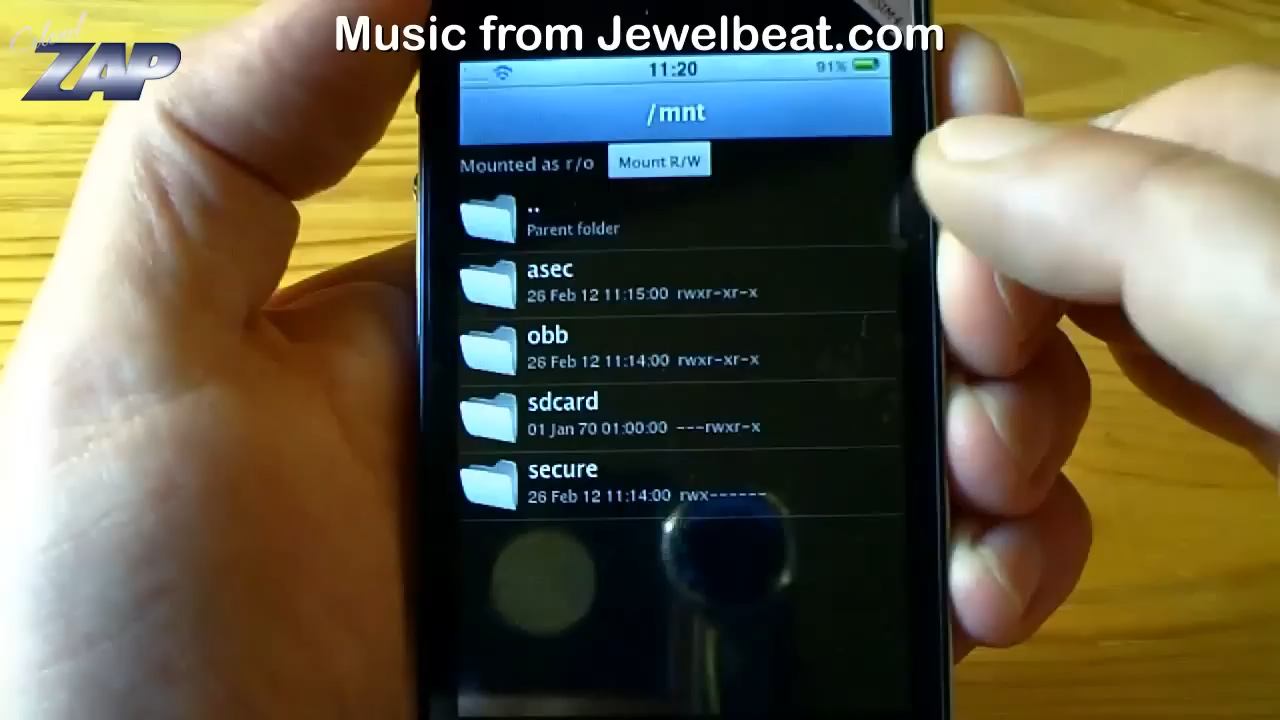 Music from Jewelbeat.com
Colonel
ZAP
11:20
91%
/mnt
Mounted as r/o
Mount R/W
..
Parent folder
asec
26 Feb 12 11:15:00 rwxr-xr-x
obb
26 Feb 12 11:14:00 rwxr-xr-x
sdcard
01 Jan 70 01:00:00 ---rwxr-x
secure
26 Feb 12 11:14:00 rwx------